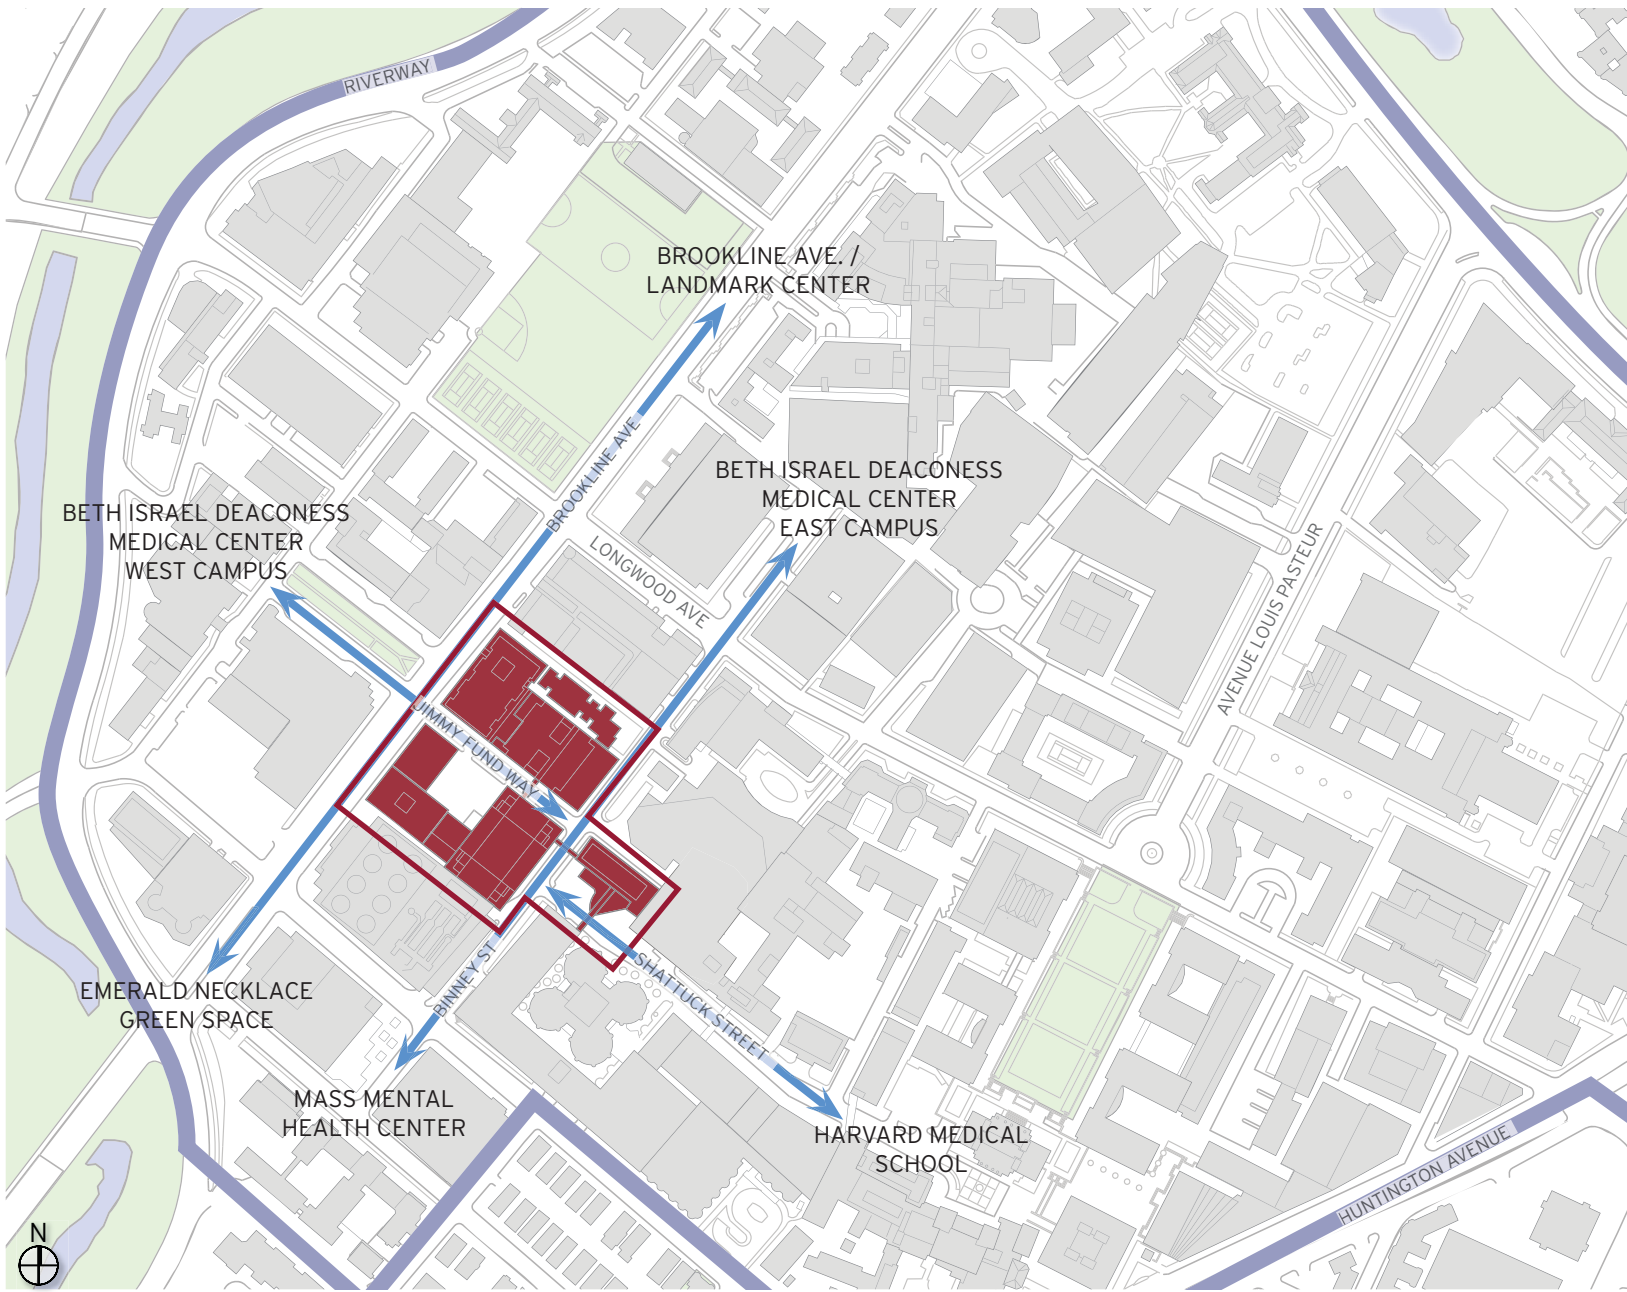 RIVERWAY
BROOKLINE AVE. /
LANDMARK CENTER
BROOKLINE AVE
BETH ISRAEL DEACONESS
MEDICAL CENTER
EAST CAMPUS
BETH ISRAEL DEACONESS
MEDICAL CENTER
WEST CAMPUS
LONGWOOD AVE
AVENUE LOUIS PASTEUR
JIMMY FUND WAY
BINNEY ST
SHATTUCK STREET
EMERALD NECKLACE
GREEN SPACE
MASS MENTAL
HEALTH CENTER
HARVARD MEDICAL
SCHOOL
HUNTINGTON AVENUE
N